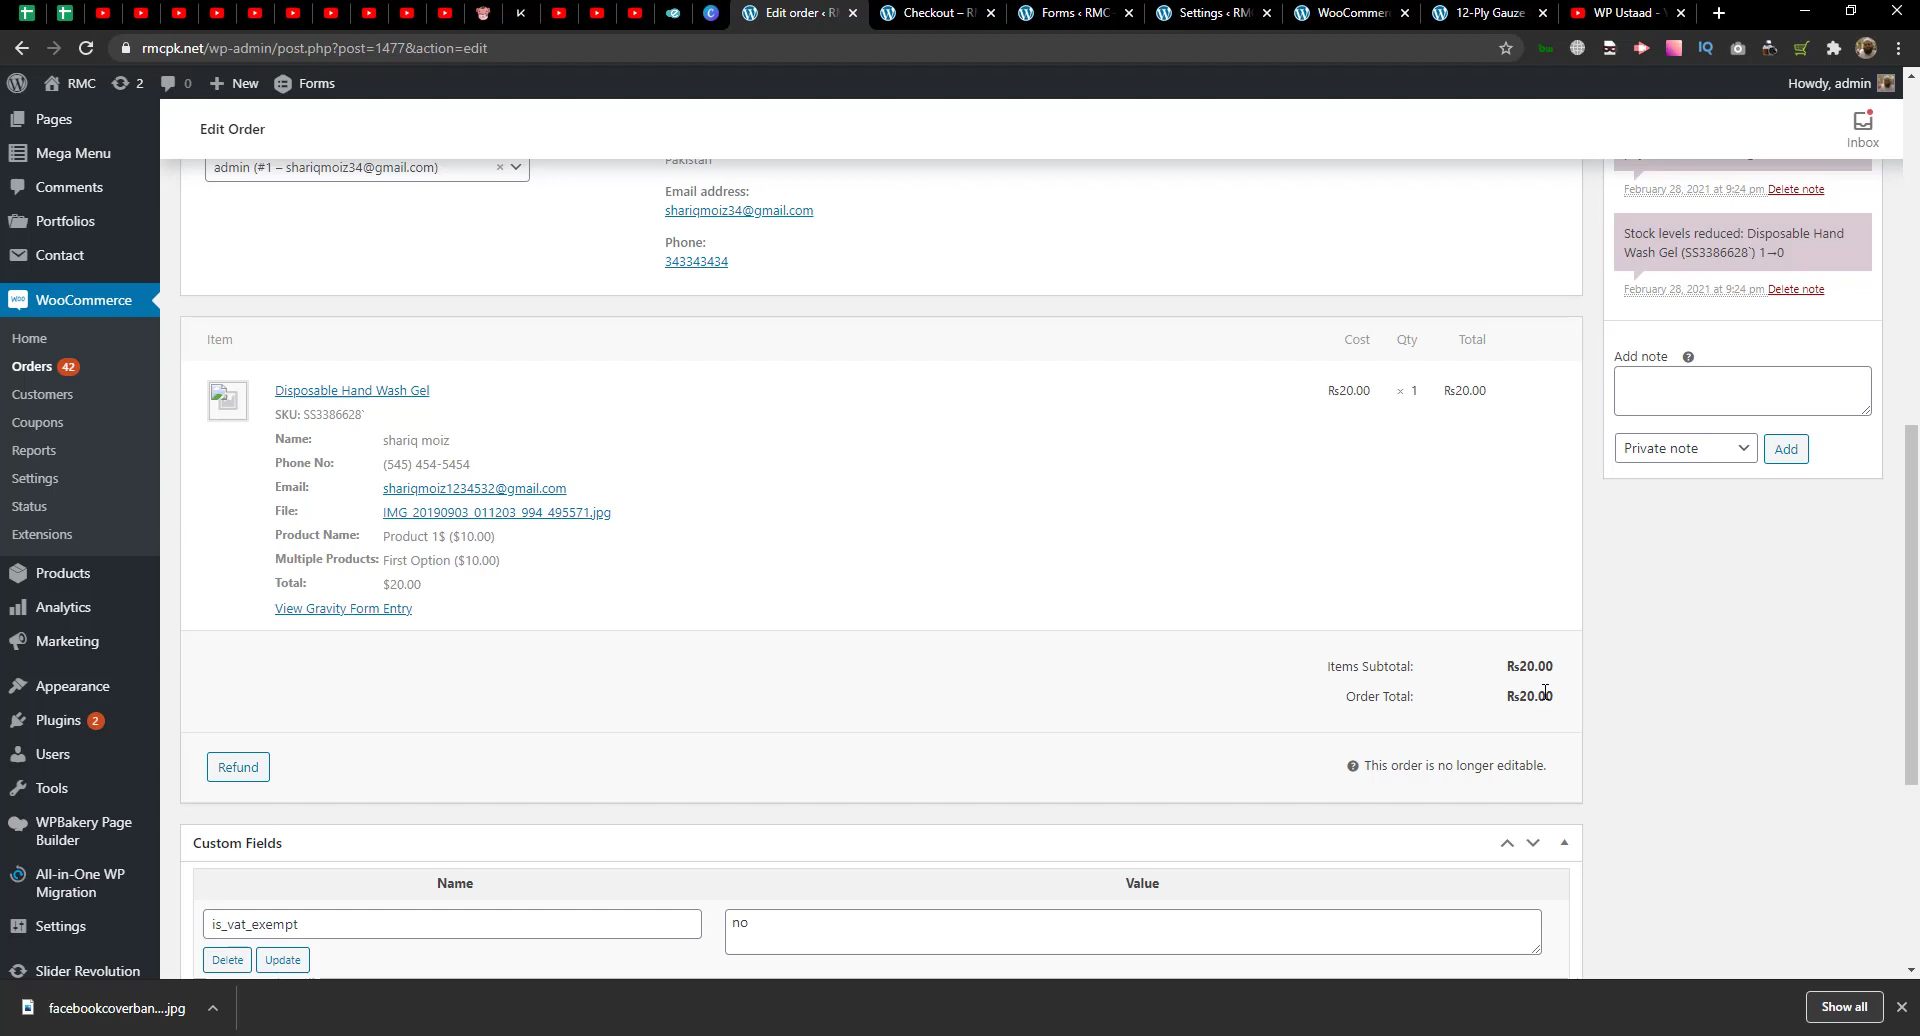 Edit order ‹ R
Checkout – R
Forms ‹ RMC
Settings ‹ RM
WooCommer
12-Ply Gauze
WP Ustaad -
rmcpk.net/wp-admin/post.php?post=1477&action=edit
RMC
2
0
New
Forms
Howdy, admin
Pages
Mega Menu
Comments
Portfolios
Contact
WooCommerce
Home
Orders 42
Customers
Coupons
Reports
Settings
Status
Extensions
Products
Analytics
Marketing
Appearance
Plugins 2
Users
Tools
WPBakery Page
Builder
All-in-One WP
Migration
Settings
Slider Revolution
Edit Order
Inbox
admin (#1 – shariqmoiz34@gmail.com)
×
Pakistan
Email address:
shariqmoiz34@gmail.com
Phone:
343343434
February 28, 2021 at 9:24 pm Delete note
Stock levels reduced: Disposable Hand
Wash Gel (SS3386628`) 1→0
February 28, 2021 at 9:24 pm Delete note
Add note
Private note
Add
Item Cost Qty Total
Disposable Hand Wash Gel Rs20.00 × 1 Rs20.00
SKU: SS3386628`
Name: shariq moiz
Phone No: (545) 454-5454
Email: shariqmoiz1234532@gmail.com
File: IMG_20190903_011203_994_495571.jpg
Product Name: Product 1$ ($10.00)
Multiple Products: First Option ($10.00)
Total: $20.00
View Gravity Form Entry
Items Subtotal: Rs20.00
Order Total: Rs20.00
Refund
This order is no longer editable.
Custom Fields
Name Value
is_vat_exempt
no
Delete
Update
facebookcoverban....jpg
Show all